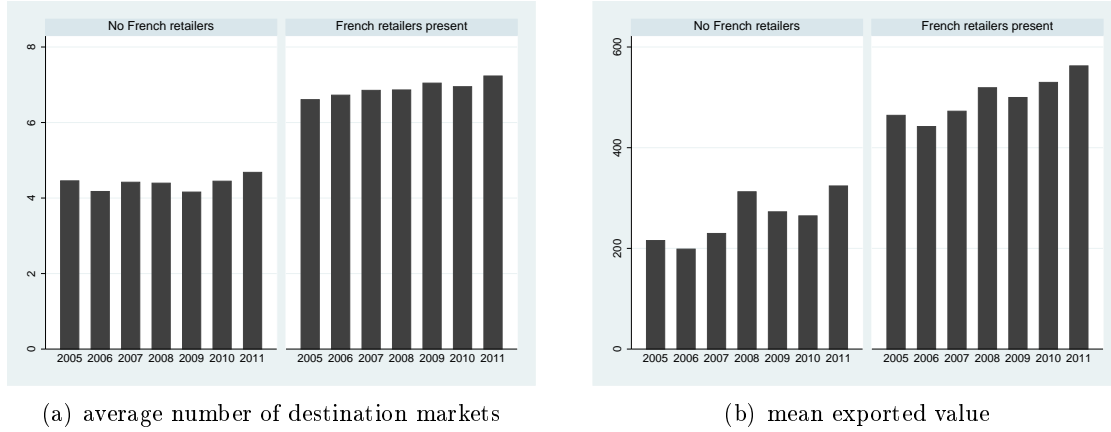 No French retailers
French retailers present
8
6
4
2
0
2005 2006 2007 2008 2009 2010 2011
2005 2006 2007 2008 2009 2010 2011
(a) average number of destination markets
No French retailers
French retailers present
600
400
200
0
2005 2006 2007 2008 2009 2010 2011
2005 2006 2007 2008 2009 2010 2011
(b) mean exported value